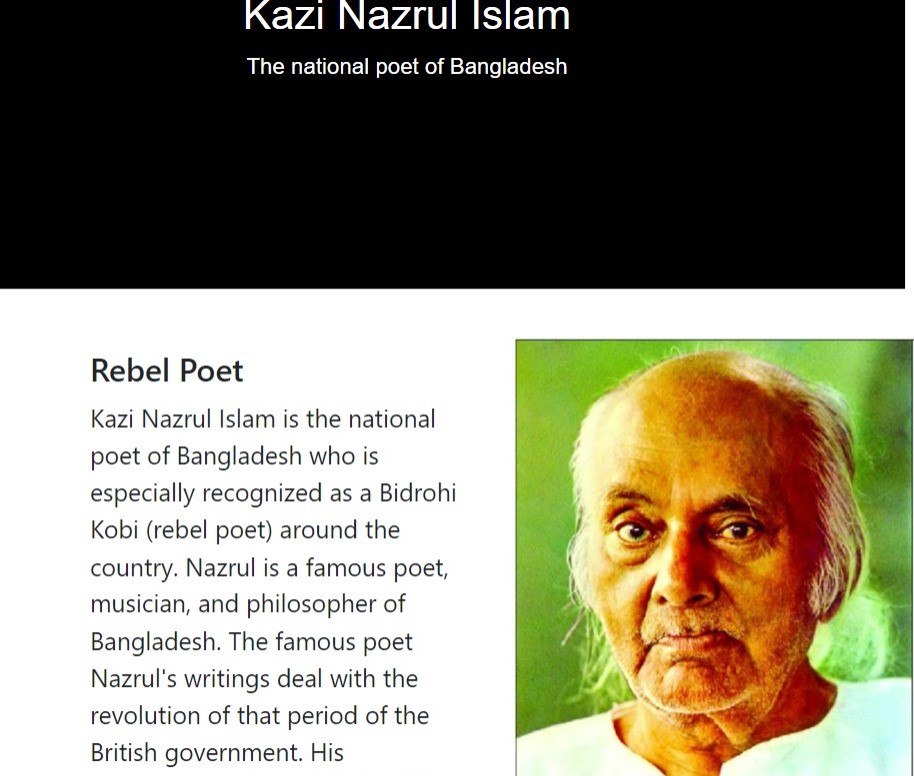 Kazi Nazrul Islam
The national poet of Bangladesh
Rebel Poet
Kazi Nazrul Islam is the national
poet of Bangladesh who is
especially recognized as a Bidrohi
Kobi (rebel poet) around the
country. Nazrul is a famous poet,
musician, and philosopher of
Bangladesh. The famous poet
Nazrul's writings deal with the
revolution of that period of the
British government. His